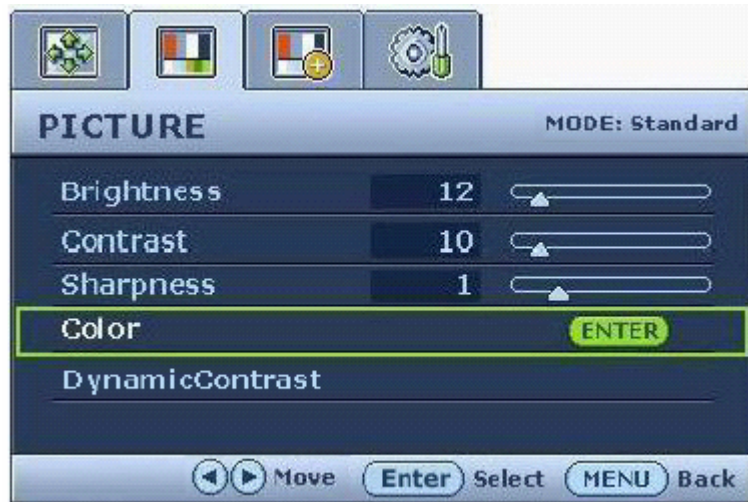 PICTURE MODE: Standard
Brightness 12
Contrast 10
Sharpness 1
Color ENTER
DynamicContrast
Move Enter Select MENU Back